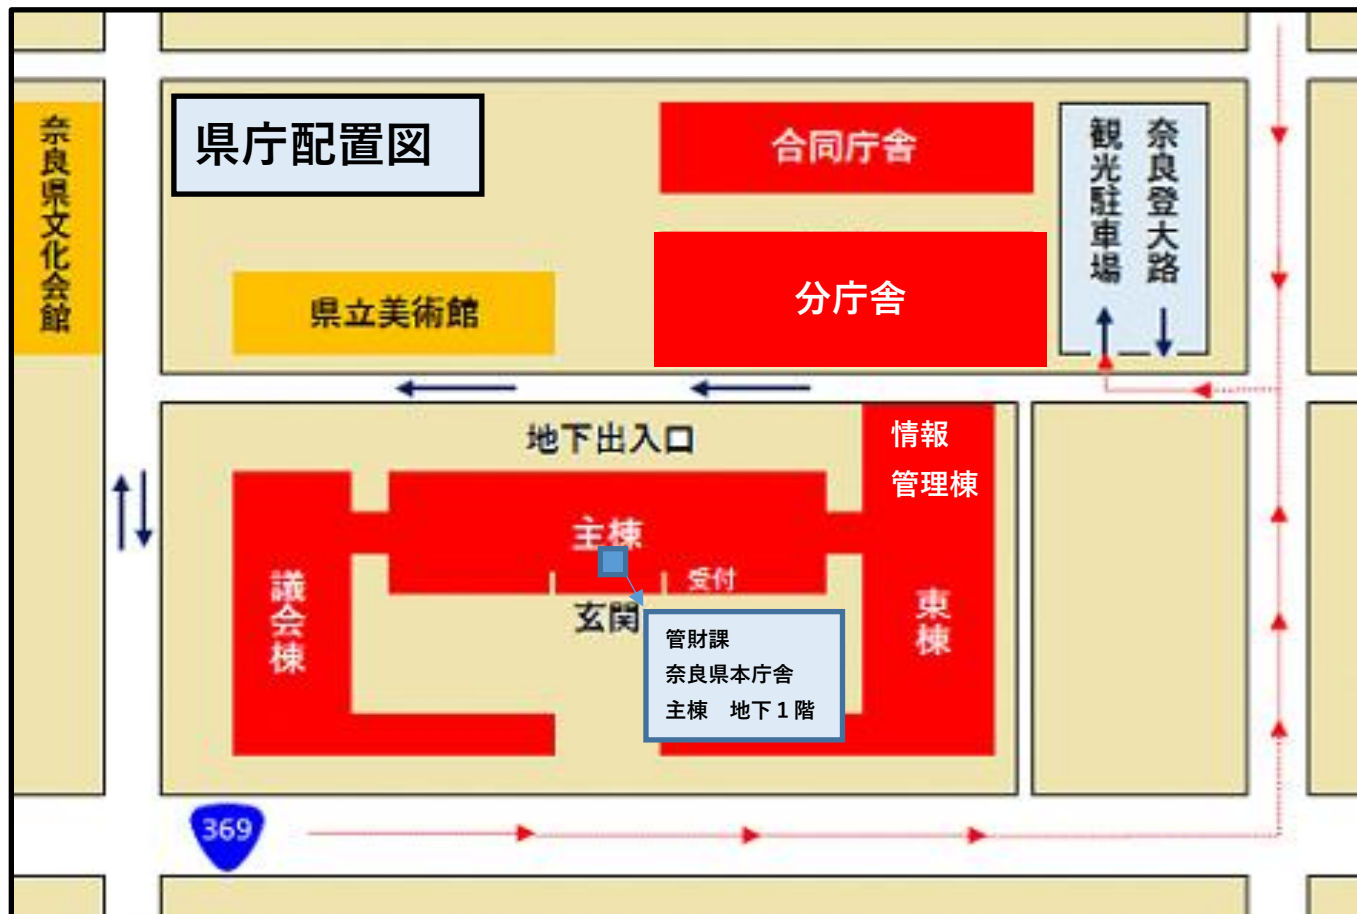 県庁配置図
奈良県文化会館
合同庁舎
奈良登大路
観光駐車場
分庁舎
県立美術館
地下出入口
情報
管理棟
主棟
受付
議会棟
玄関
東棟
管財課
奈良県本庁舎
主棟　地下１階
369